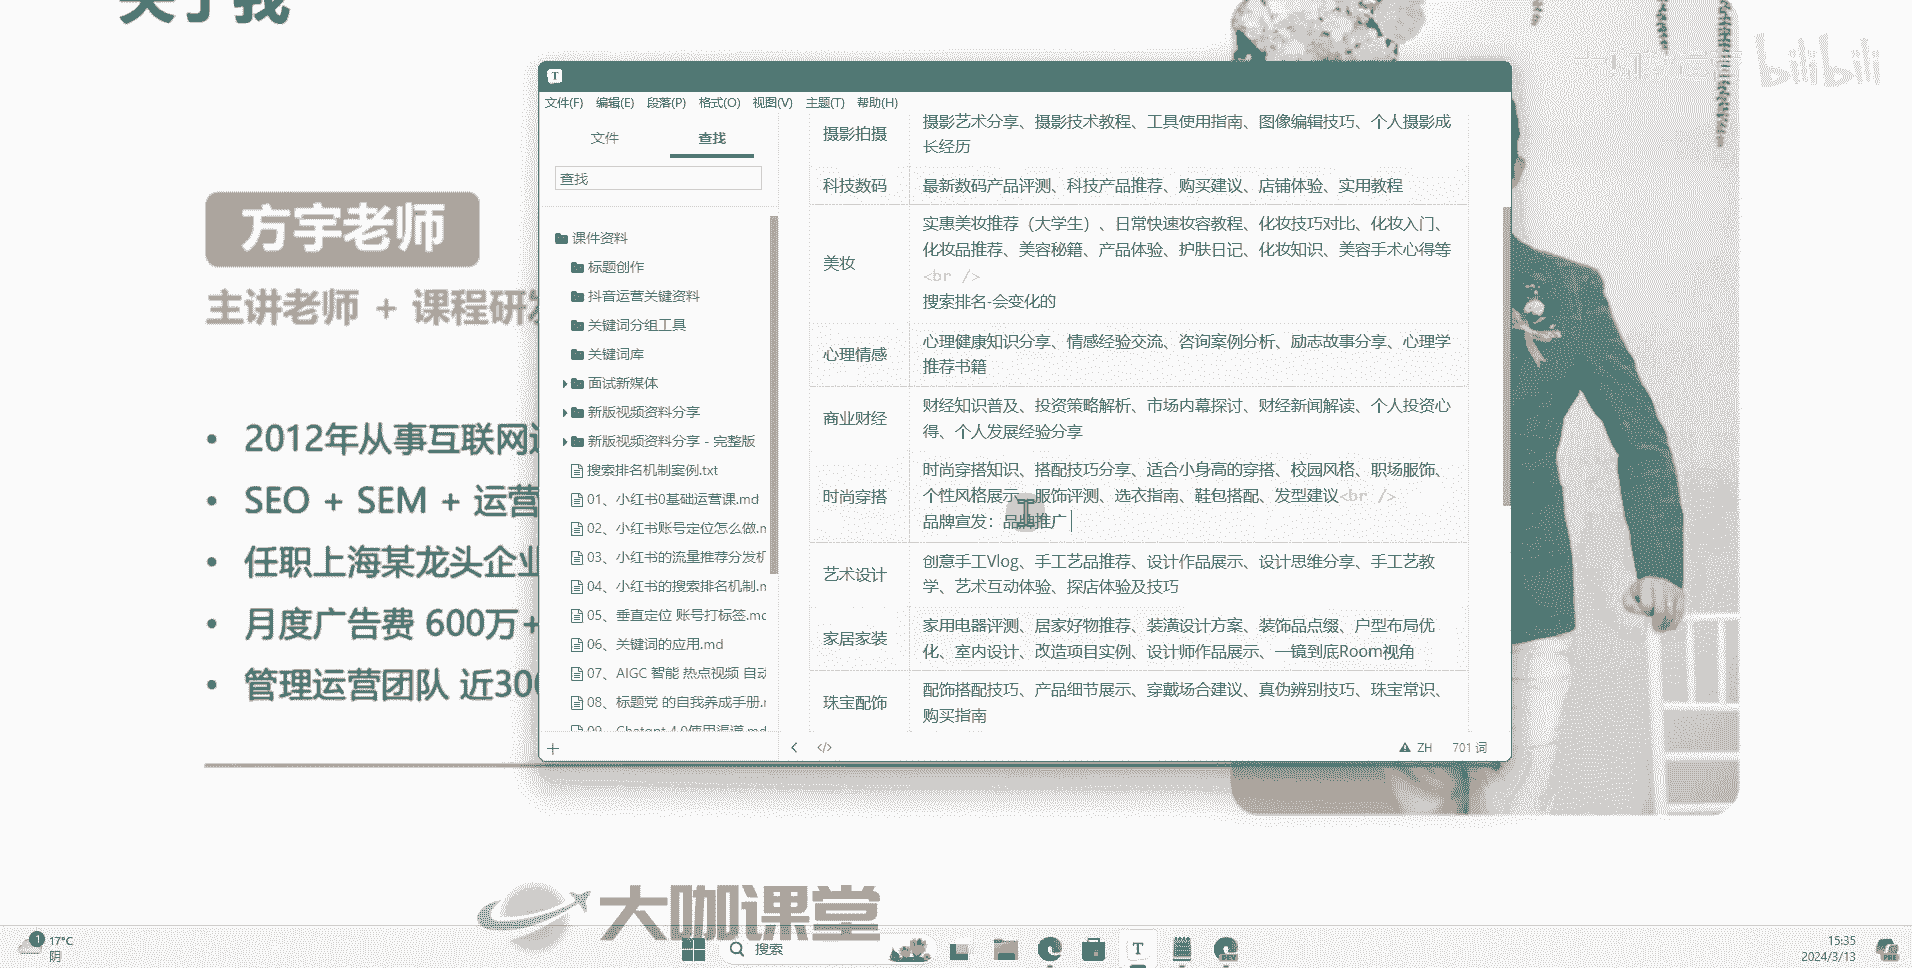 关于我
bilibili
方宇老师
主讲老师 + 课程研发
2012年从事互联网
SEO + SEM + 运营
任职上海某龙头企业
月度广告费 600万+
管理运营团队 近300
T
文件(F) 编辑(E) 段落(P) 格式(O) 视图(V) 主题(T) 帮助(H)
文件 查找
查找
课件资料
标题创作
抖音运营关键资料
关键词分组工具
关键词库
面试新媒体
新版视频资料分享
新版视频资料分享 - 完整版
搜索排名机制案例.txt
01、小红书0基础运营课.md
02、小红书账号定位怎么做.m
03、小红书的流量推荐分发机
04、小红书的搜索排名机制.m
05、垂直定位 账号打标签.mc
06、关键词的应用.md
07、AIGC 智能 热点视频 自动
08、标题党 的自我养成手册.r
09、Chatgpt 4.0使用渠道.md
摄影拍摄
摄影艺术分享、摄影技术教程、工具使用指南、图像编辑技巧、个人摄影成
长经历
科技数码
最新数码产品评测、科技产品推荐、购买建议、店铺体验、实用教程
美妆
实惠美妆推荐（大学生）、日常快速妆容教程、化妆技巧对比、化妆入门、
化妆品推荐、美容秘籍、产品体验、护肤日记、化妆知识、美容手术心得等
<br />
搜索排名-会变化的
心理情感
心理健康知识分享、情感经验交流、咨询案例分析、励志故事分享、心理学
推荐书籍
商业财经
财经知识普及、投资策略解析、市场内幕探讨、财经新闻解读、个人投资心
得、个人发展经验分享
时尚穿搭
时尚穿搭知识、搭配技巧分享、适合小身高的穿搭、校园风格、职场服饰、
个性风格展示、服饰评测、选衣指南、鞋包搭配、发型建议<br />
品牌宣发：品牌推广
艺术设计
创意手工Vlog、手工艺品推荐、设计作品展示、设计思维分享、手工艺教
学、艺术互动体验、探店体验及技巧
家居家装
家用电器评测、居家好物推荐、装潢设计方案、装饰品点缀、户型布局优
化、室内设计、改造项目实例、设计师作品展示、一镜到底Room视角
珠宝配饰
配饰搭配技巧、产品细节展示、穿戴场合建议、真伪辨别技巧、珠宝常识、
购买指南
ZH 701 词
大咖课堂
1 17°C
阴
搜索
T
DEV
15:35
2024/3/13
PRE